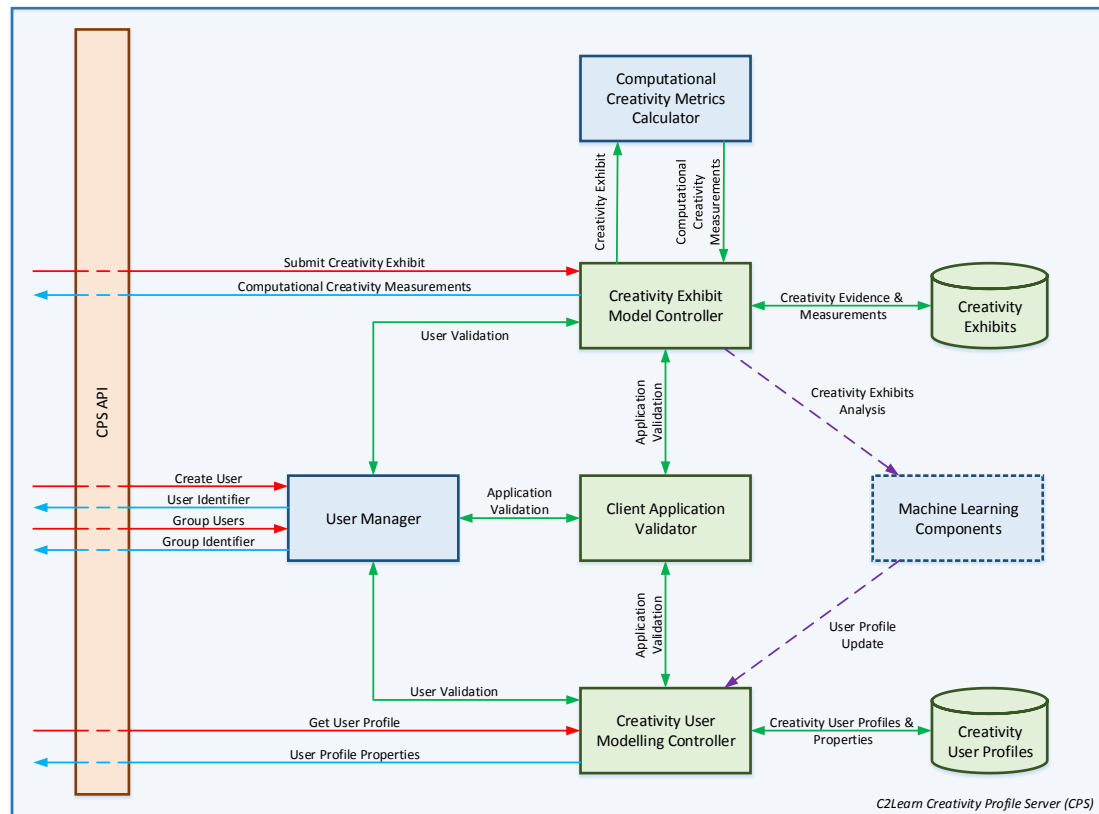 Computational
Creativity Metrics
Calculator
Creativity Exhibit
Computational
Creativity
Measurements
Submit Creativity Exhibit
Computational Creativity Measurements
Creativity Exhibit
Model Controller
Creativity Evidence &
Measurements
Creativity
Exhibits
User Validation
Application
Validation
Creativity Exhibits
Analysis
CPS API
Create User
User Identifier
Group Users
Group Identifier
User Manager
Application
Validation
Client Application
Validator
Machine Learning
Components
Application
Validation
User Profile
Update
User Validation
Get User Profile
User Profile Properties
Creativity User
Modelling Controller
Creativity User Profiles &
Properties
Creativity
User Profiles
C2Learn Creativity Profile Server (CPS)